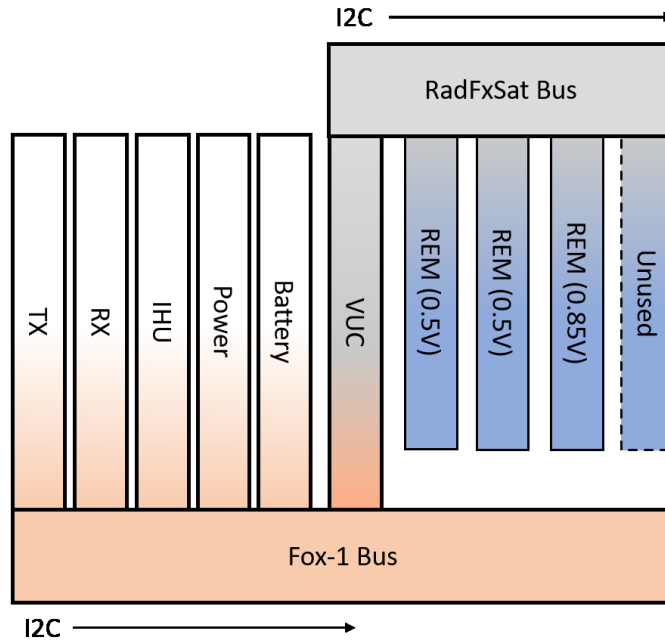 I2C
RadFxSat Bus
TX
RX
IHU
Power
Battery
VUC
REM (0.5V)
REM (0.5V)
REM (0.85V)
Unused
Fox-1 Bus
I2C